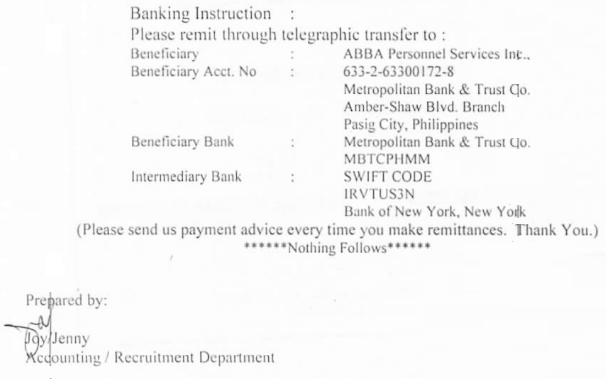 Banking Instruction :
Please remit through telegraphic transfer to :
Beneficiary : ABBA Personnel Services Inc.,
Beneficiary Acct. No : 633-2-63300172-8
Metropolitan Bank & Trust Co.
Amber-Shaw Blvd. Branch
Pasig City, Philippines
Beneficiary Bank : Metropolitan Bank & Trust Co.
MBTCPHMM
Intermediary Bank : SWIFT CODE
IRVTUS3N
Bank of New York, New York
(Please send us payment advice every time you make remittances. Thank You.)
******Nothing Follows******
Prepared by:
Joy/Jenny
Accounting / Recruitment Department